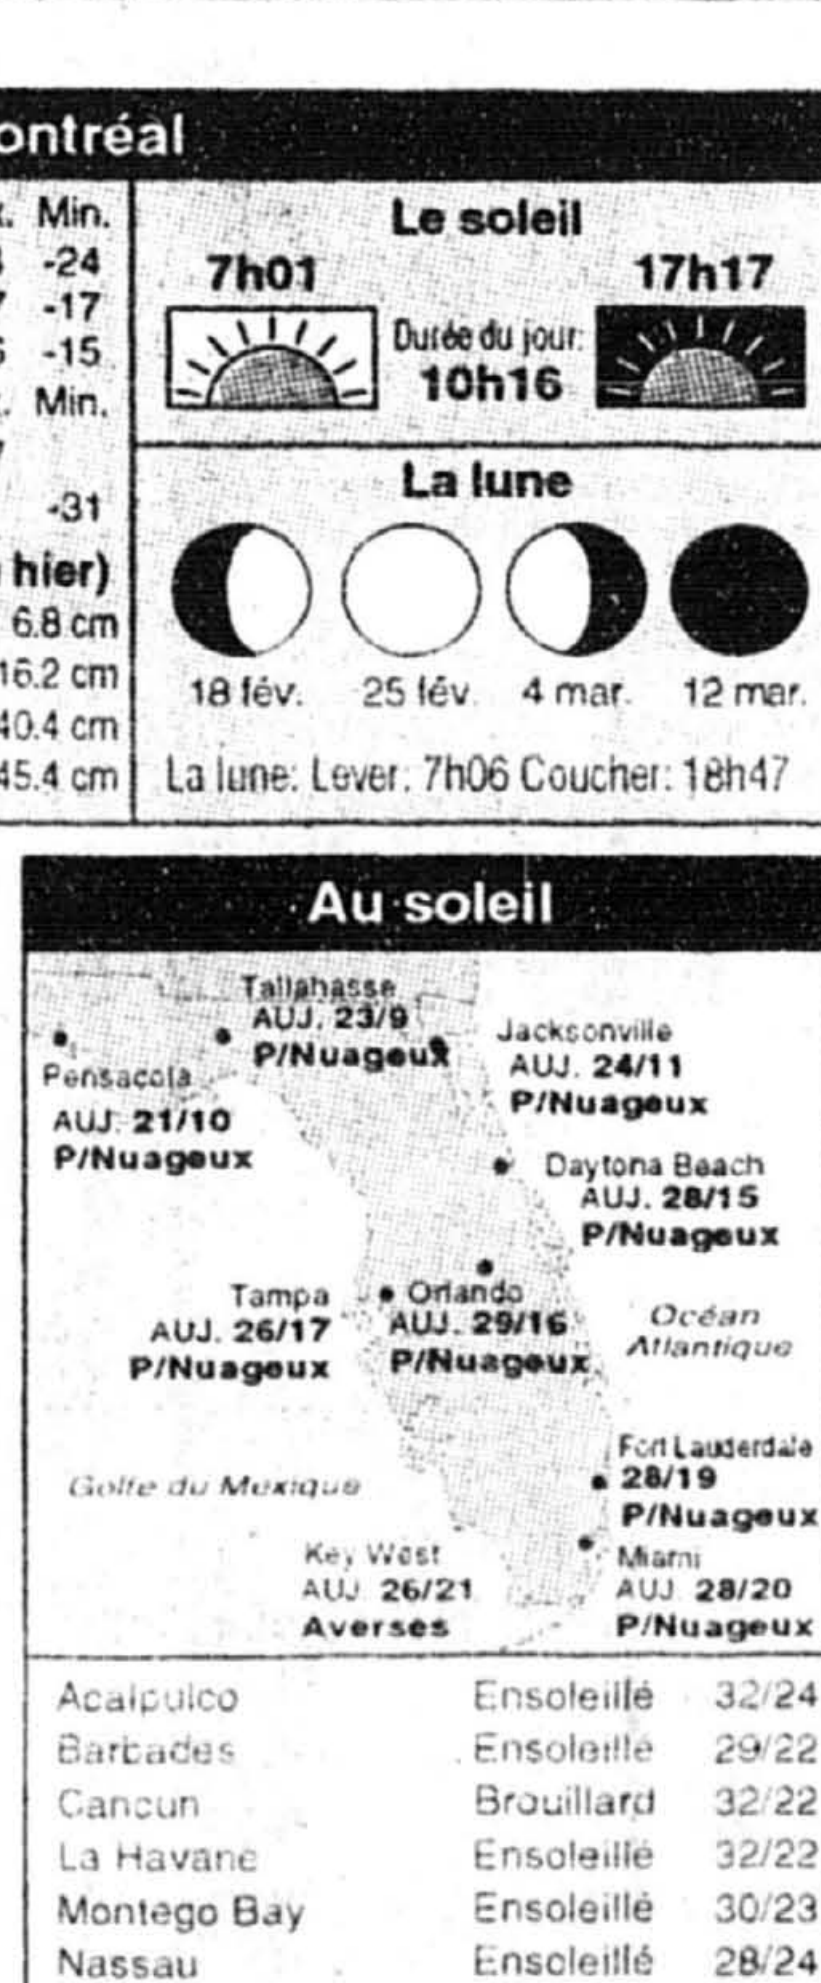 ontréal
. Min.
-24
-17
-15
. Min.
-31
hier)
6.8 cm
16.2 cm
40.4 cm
45.4 cm
Le soleil
7h01 17h17
Durée du jour:
10h16
La lune
18 fév. 25 fév. 4 mar. 12 mar.
La lune: Lever: 7h06 Coucher: 18h47
Au soleil
Tallahasse
AUJ. 23/9
P/Nuageux
Jacksonville
AUJ. 24/11
P/Nuageux
Pensacola
AUJ. 21/10
P/Nuageux
Daytona Beach
AUJ. 28/15
P/Nuageux
Tampa
AUJ. 26/17
P/Nuageux
Orlando
AUJ. 29/16
P/Nuageux
Océan
Atlantique
Golfe du Mexique
Fort Lauderdale
28/19
P/Nuageux
Key West
AUJ. 26/21
Averses
Miami
AUJ. 28/20
P/Nuageux
Acalpulco Ensoleillé 32/24
Barbades Ensoleillé 29/22
Cancun Brouillard 32/22
La Havane Ensoleillé 32/22
Montego Bay Ensoleillé 30/23
Nassau Ensoleillé 28/24